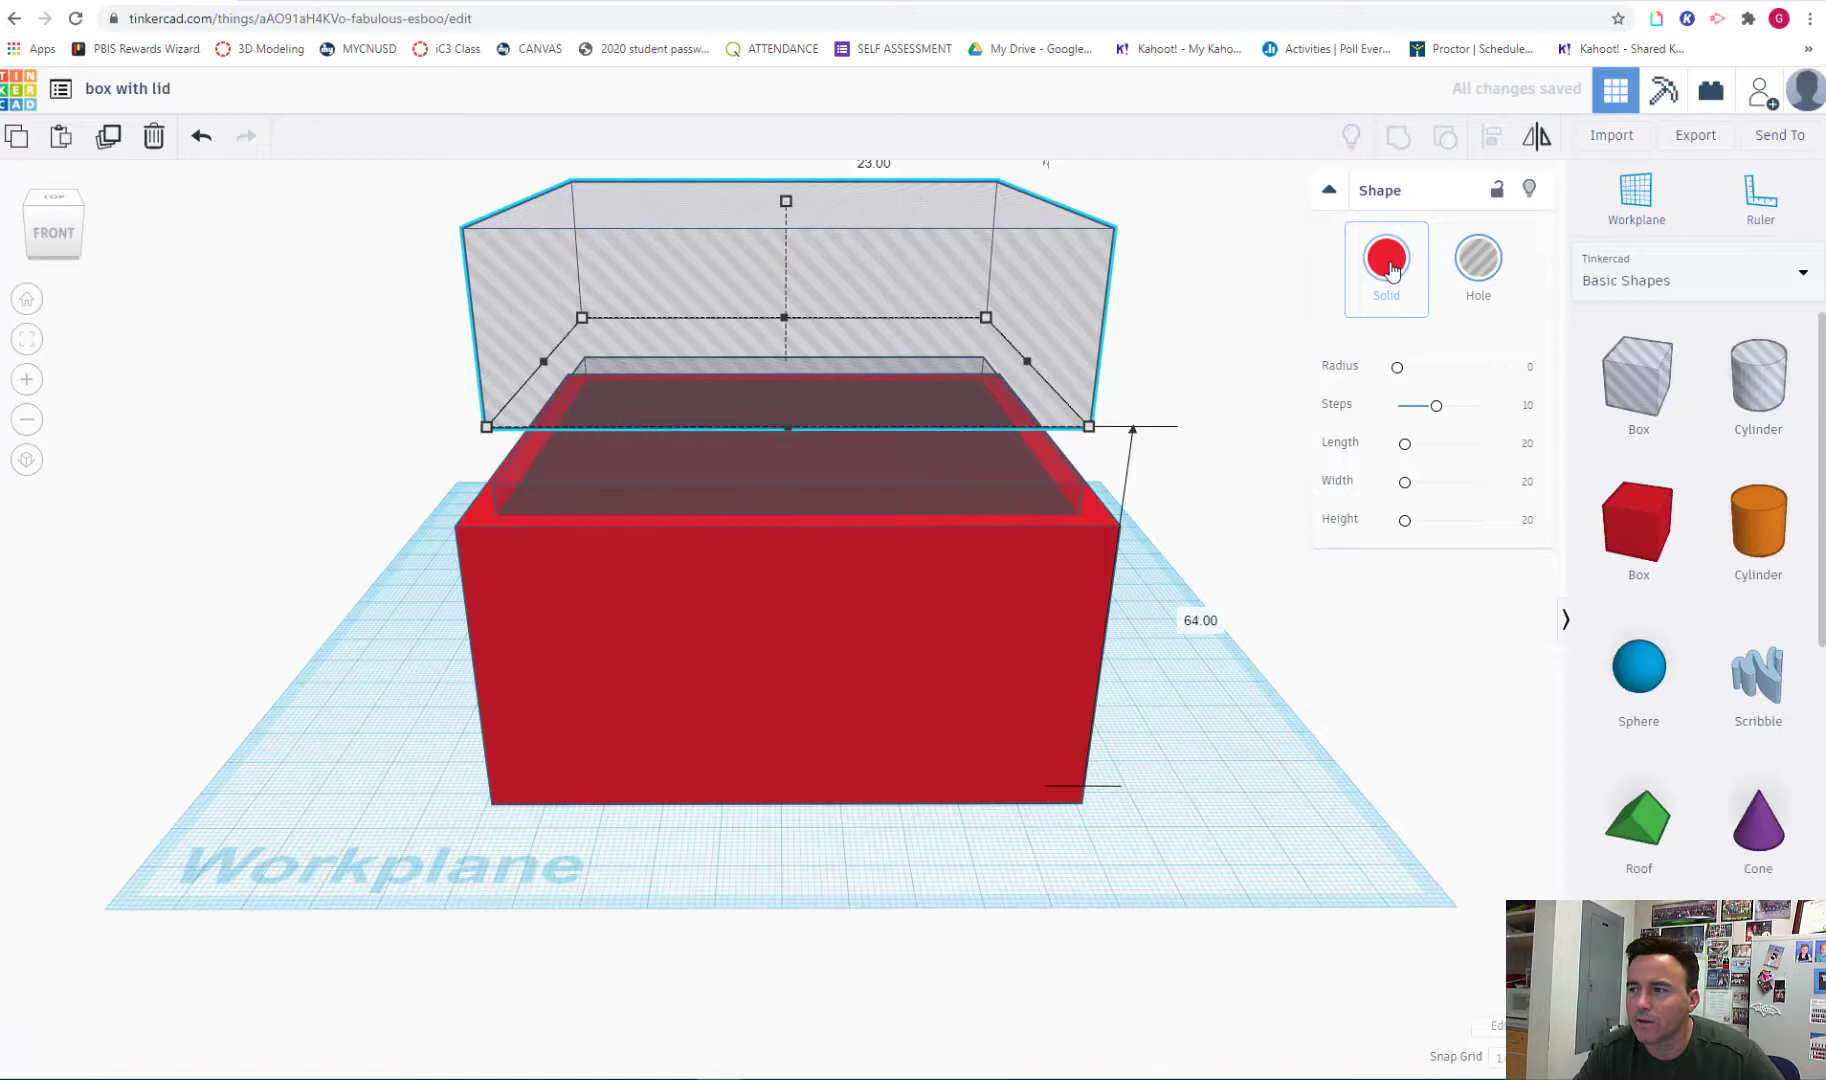 tinkercad.com/things/aAO91aH4KVo-fabulous-esboo/edit
G
Apps PBIS Rewards Wizard 3D Modeling MYCNUSD iC3 Class CANVAS 2020 student passw... ATTENDANCE SELF ASSESSMENT My Drive - Google... Kahoot! - My Kaho... Activities | Poll Ever... Proctor | Schedule... Kahoot! - Shared K... »
TIN
KER
CAD
box with lid
All changes saved
Import Export Send To
23.00
TOP
FRONT
Shape
Solid Hole
Radius 0
Steps 10
Length 20
Width 20
Height 20
64.00
Workplane
Workplane Ruler
Tinkercad
Basic Shapes
Box Cylinder
Box Cylinder
Sphere Scribble
Roof Cone
Snap Grid 1